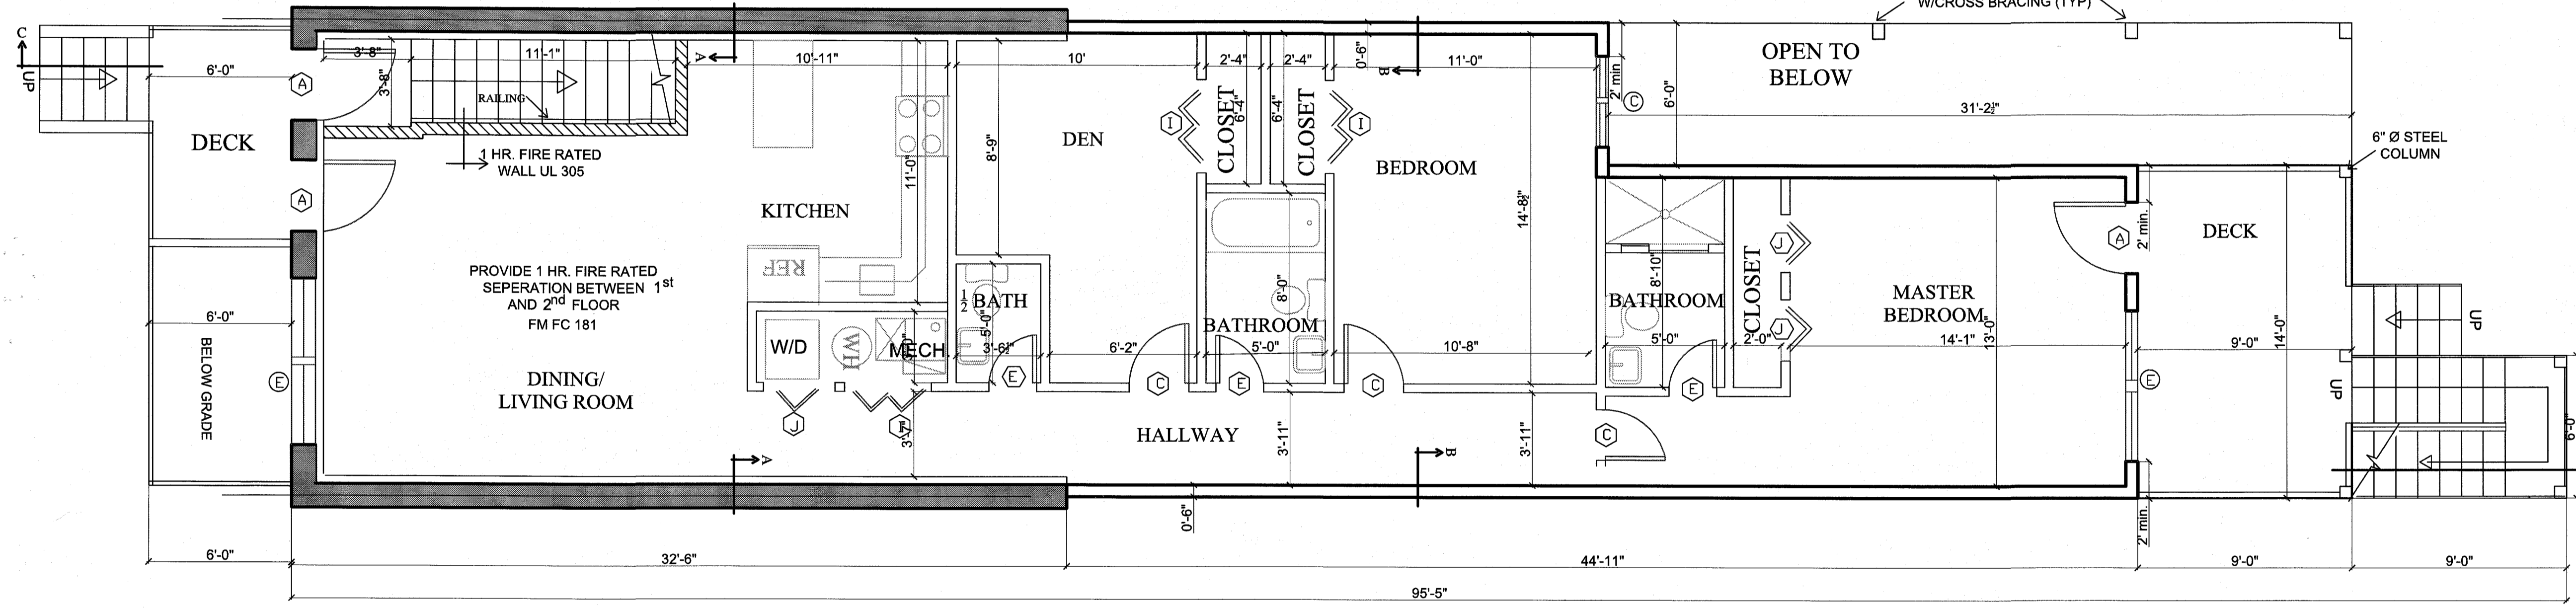 W/CROSS BRACING (TYP)
C
UP
6'-0"
DECK
A
A
3'-8"
3'-8"
11'-1"
RAILING
1 HR. FIRE RATED
WALL UL 305
A
10'-11"
KITCHEN
11'-0"
REF
PROVIDE 1 HR. FIRE RATED
SEPERATION BETWEEN 1st
AND 2nd FLOOR
FM FC 181
DINING/
LIVING ROOM
6'-0"
BELOW GRADE
E
W/D
WH
MECH.
J
3'-7"
A
10'
DEN
8'-9"
1/2 BATH
5'-0"
3'-6½"
E
6'-2"
C
I
2'-4"
2'-4"
CLOSET
6'-4"
6'-4"
CLOSET
I
8'-0"
BATHROOM
5'-0"
E
HALLWAY
3'-11"
0'-6"
B
11'-0"
BEDROOM
14'-8½"
10'-8"
C
3'-11"
B
0'-6"
2' min
C
6'-0"
OPEN TO
BELOW
31'-2½"
6" Ø STEEL
COLUMN
8'-10"
BATHROOM
5'-0"
E
C
CLOSET
2'-0"
J
J
MASTER
BEDROOM
14'-1"
13'-0"
A
2' min.
E
2' min.
DECK
9'-0"
14'-0"
UP
UP
6'-0"
6'-0"
32'-6"
44'-11"
9'-0"
9'-0"
95'-5"